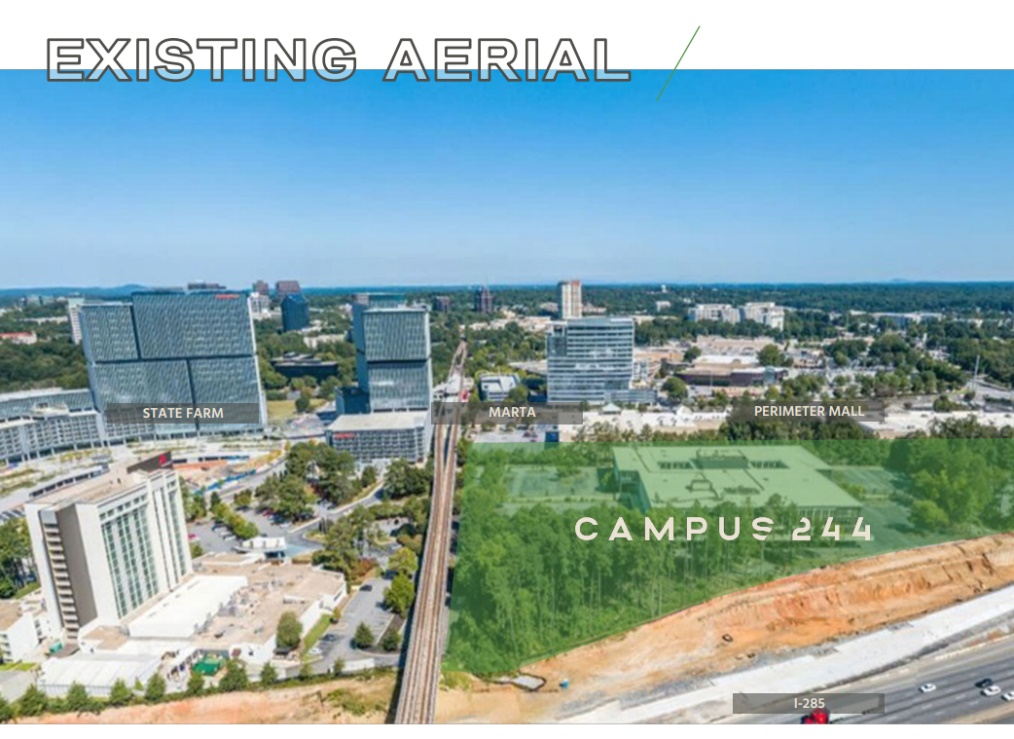 EXISTING AERIAL
STATE FARM
MARTA
PERIMETER MALL
CAMPUS 244
I-285